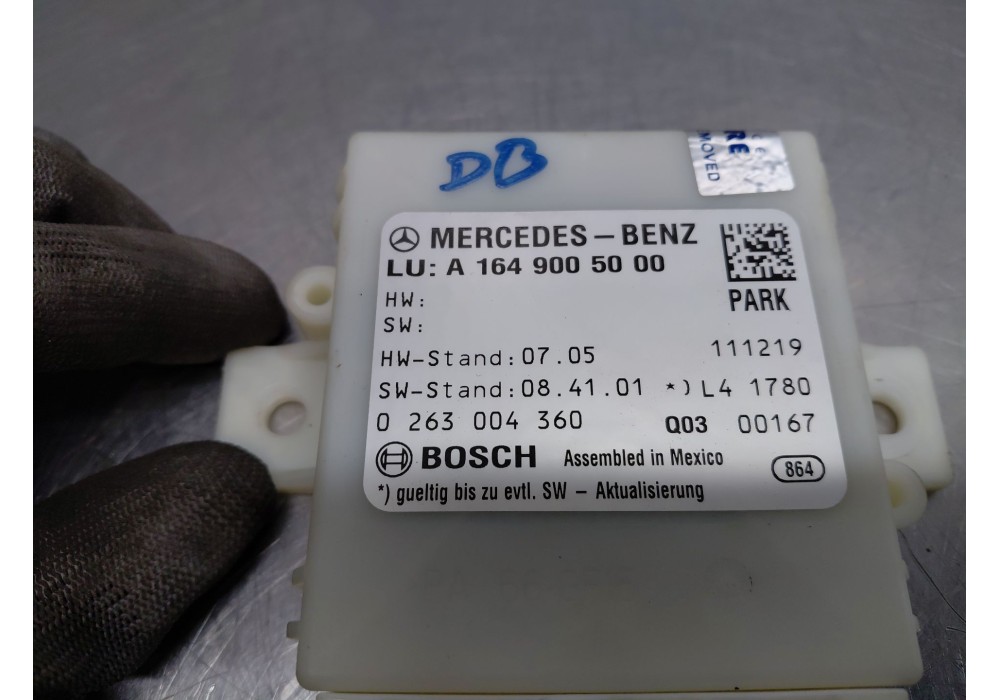 DB
RE
MOVED
MERCEDES – BENZ
LU: A 164 900 50 00
PARK
HW:
SW:
HW-Stand: 07.05 111219
SW-Stand: 08.41.01 *) L4 1780
0 263 004 360 Q03 00167
BOSCH Assembled in Mexico 864
*) gueltig bis zu evtl. SW – Aktualisierung